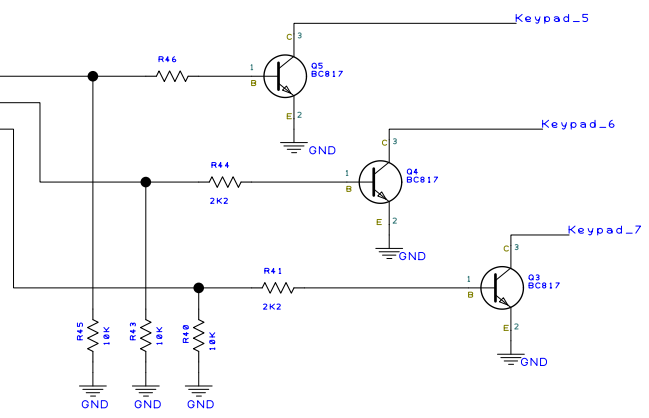 Keypad_5
C 3
R46
1
B
Q5
BC817
E 2
GND
Keypad_6
C 3
R44
1
B
Q4
BC817
2K2
E 2
GND
Keypad_7
C 3
R41
1
B
Q3
BC817
2K2
E 2
GND
R45
10K
R43
10K
R40
10K
GND
GND
GND